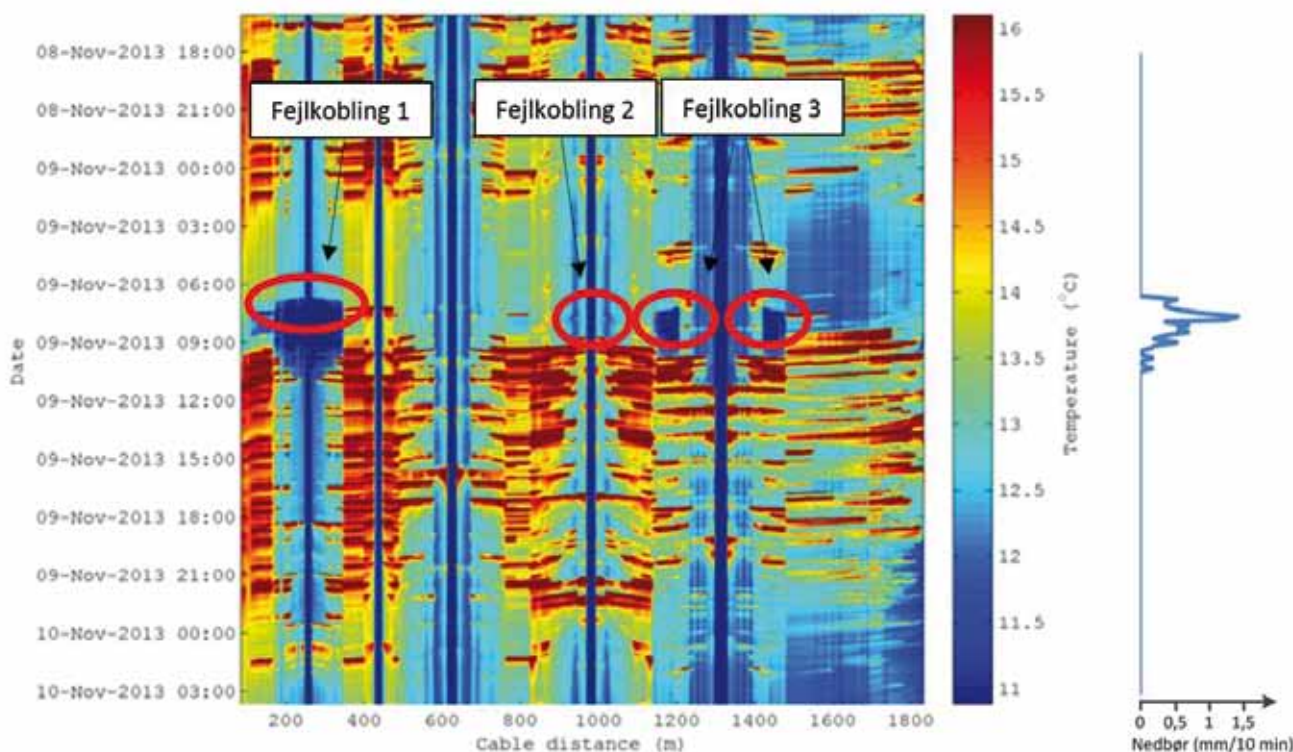 08-Nov-2013 18:00
08-Nov-2013 21:00
09-Nov-2013 00:00
09-Nov-2013 03:00
09-Nov-2013 06:00
09-Nov-2013 09:00
09-Nov-2013 12:00
09-Nov-2013 15:00
09-Nov-2013 18:00
09-Nov-2013 21:00
10-Nov-2013 00:00
10-Nov-2013 03:00
Date
Fejlkobling 1
Fejlkobling 2
Fejlkobling 3
200 400 600 800 1000 1200 1400 1600 1800
Cable distance (m)
16
15.5
15
14.5
14
13.5
13
12.5
12
11.5
11
Temperature (°C)
0 0,5 1 1,5
Nedbør (mm/10 min)